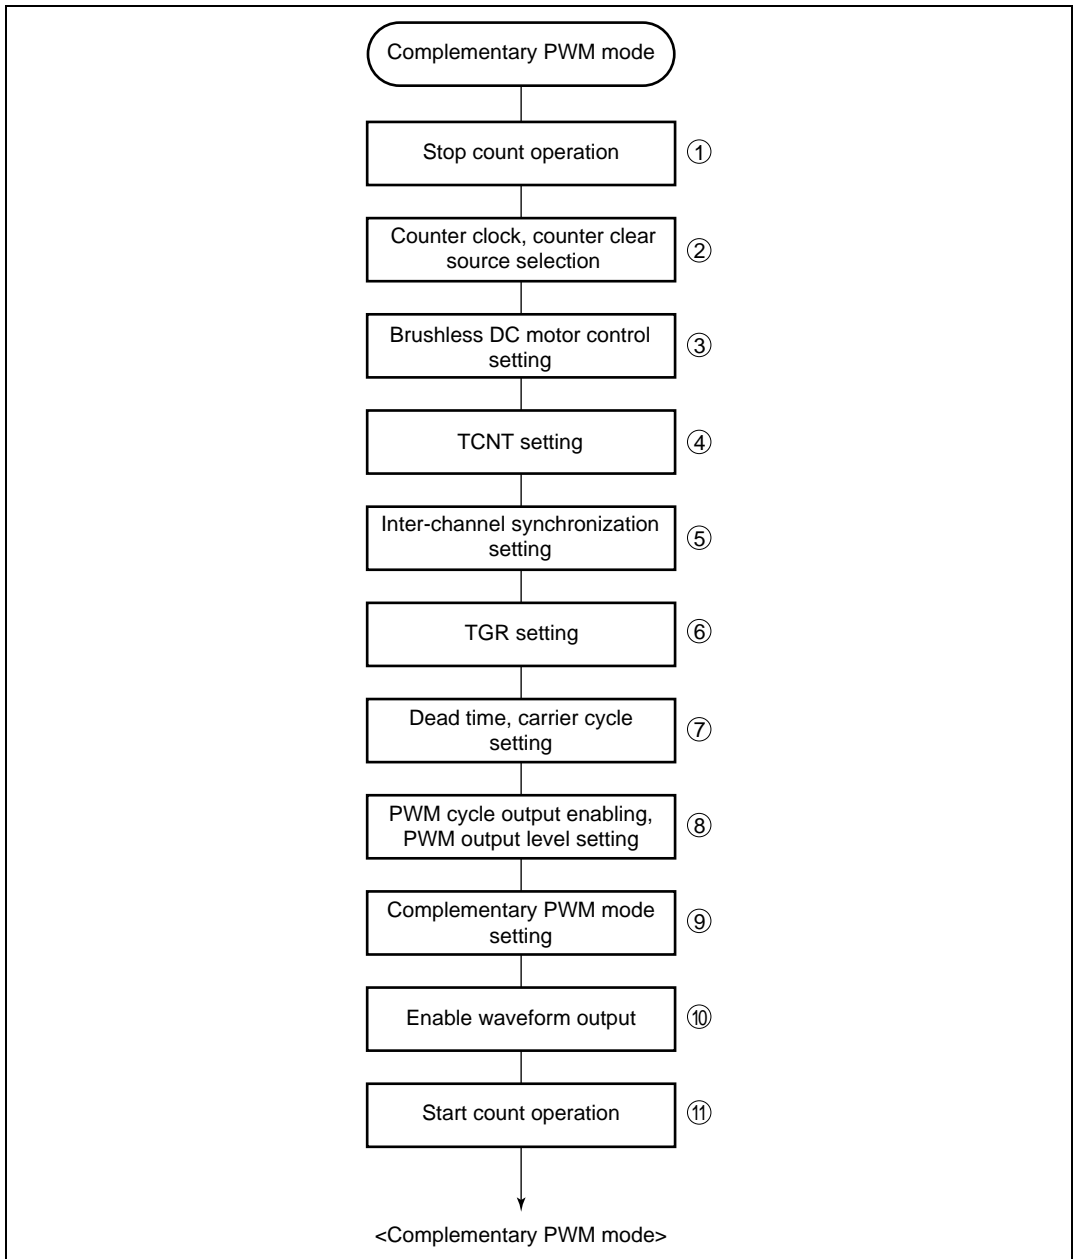 Complementary PWM mode
Stop count operation
①
Counter clock, counter clear
source selection
②
Brushless DC motor control
setting
③
TCNT setting
④
Inter-channel synchronization
setting
⑤
TGR setting
⑥
Dead time, carrier cycle
setting
⑦
PWM cycle output enabling,
PWM output level setting
⑧
Complementary PWM mode
setting
⑨
Enable waveform output
⑩
Start count operation
⑪
<Complementary PWM mode>